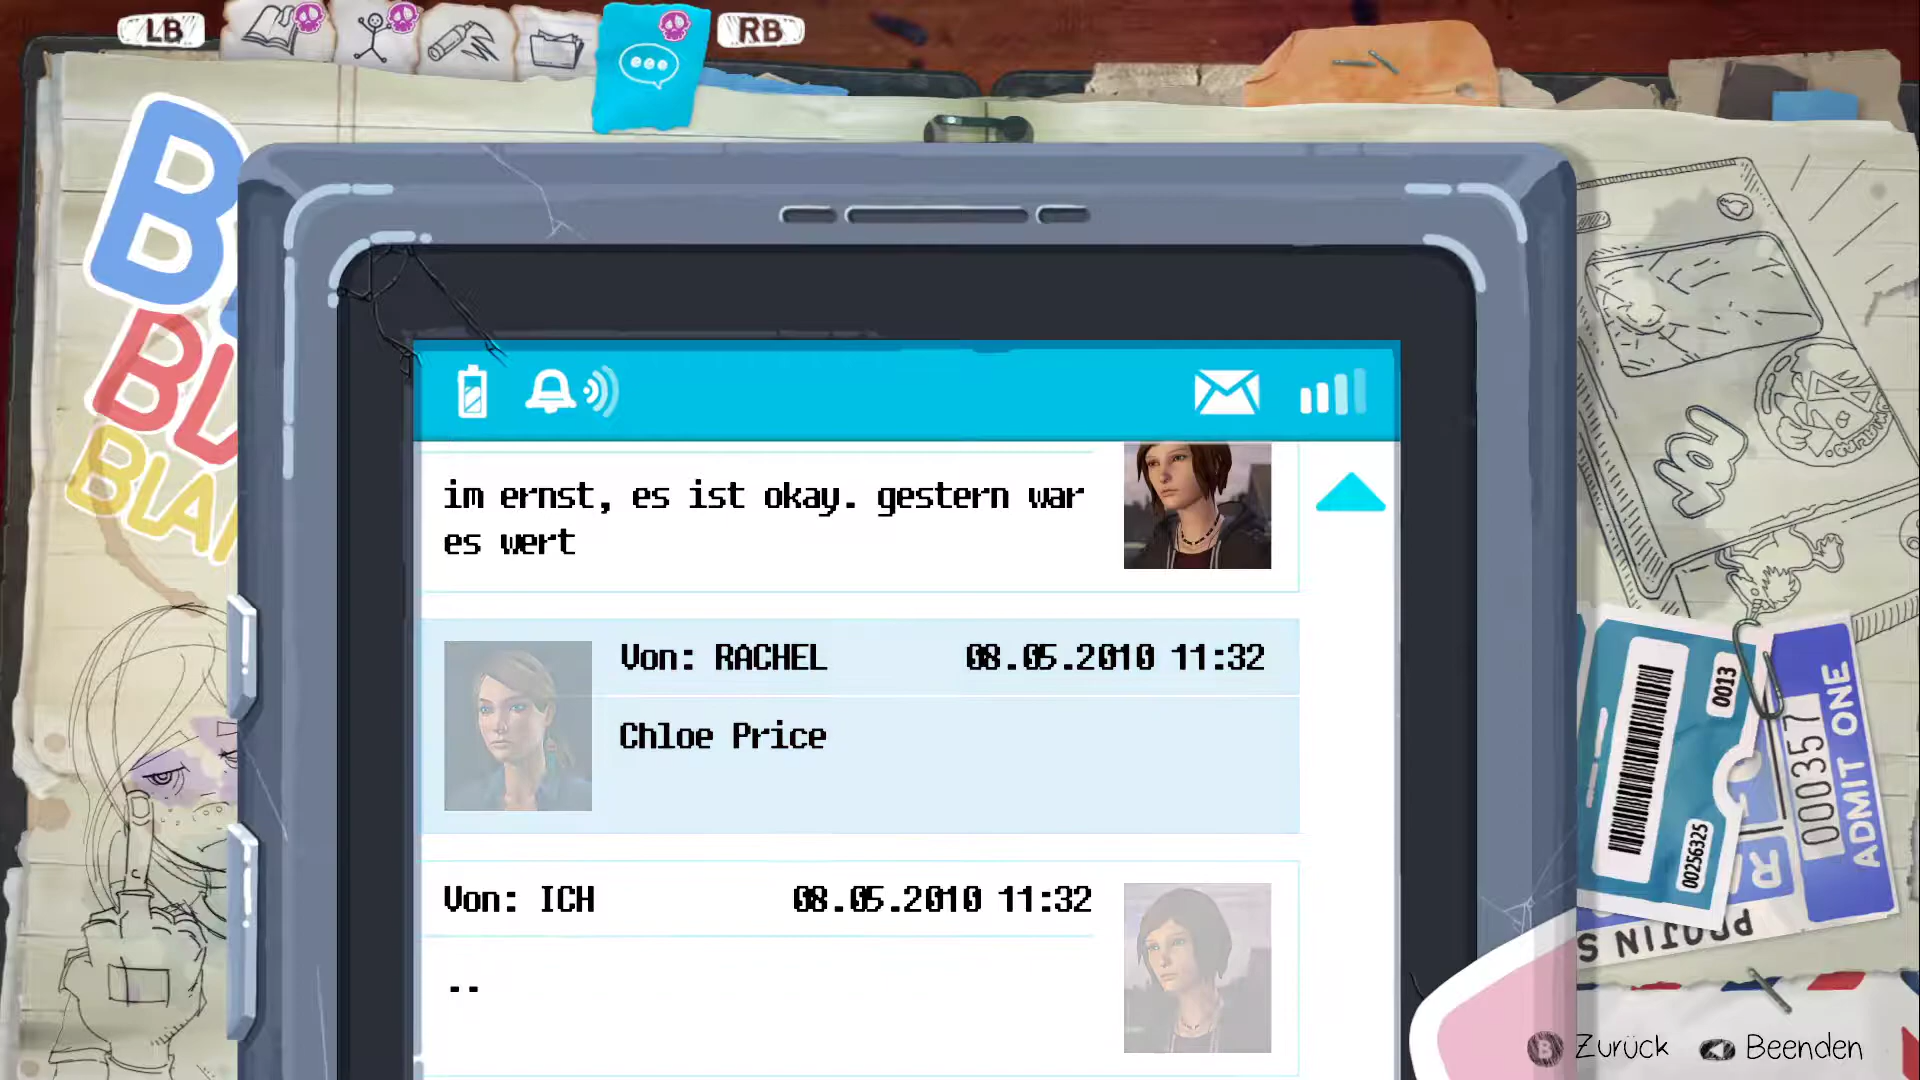 LB
RB
im ernst, es ist okay. gestern war
es wert
Von: RACHEL 08.05.2010 11:32
Chloe Price
Von: ICH 08.05.2010 11:32
..
BLA
0013
00256325
000357
ADMIT ONE
B Zurück
Beenden